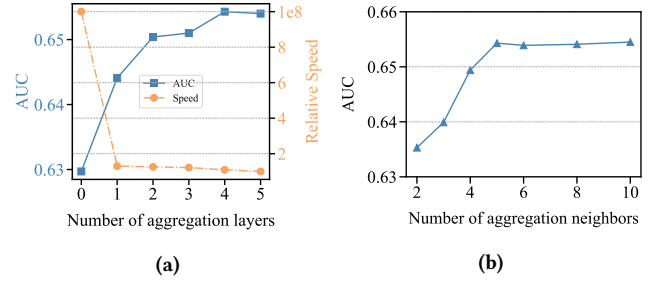 1e8
0.65
0.64
0.63
AUC
AUC
Speed
10
8
6
4
2
Relative Speed
0 1 2 3 4 5
Number of aggregation layers
(a)
0.66
0.65
0.64
0.63
AUC
2 4 6 8 10
Number of aggregation neighbors
(b)